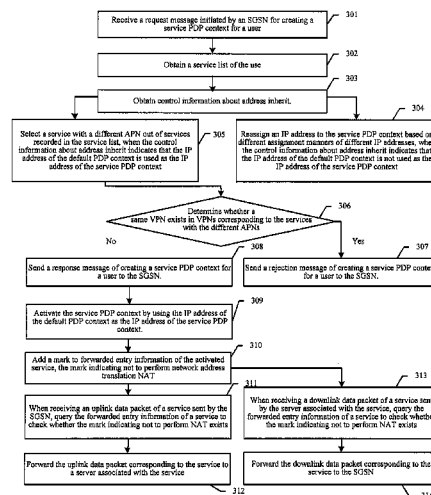 Receive a request message initiated by an SGSN for creating a
service PDP context for a user
301
Obtain a service list of the use
302
303
Obtain control information about address inherit.
304
Select a service with a different APN out of services
recorded in the service list, when the control
information about address inherit indicates that the IP
address of the default PDP context is used as the IP
address of the service PDP context
305
Reassign an IP address to the service PDP context based on
different assignment manners of different IP addresses, when
the control information about address inherit indicates that
the IP address of the default PDP context is not used as the
IP address of the service PDP context
Determine whether a
same VPN exists in VPNs corresponding to the services
with the different APNs
306
No
Yes
308
307
Send a response message of creating a service PDP context for
a user to the SGSN.
Send a rejection message of creating a service PDP context
for a user to the SGSN.
309
Activate the service PDP context by using the IP address of
the default PDP context as the IP address of the service PDP
context.
310
Add a mark to forwarded entry information of the activated
service, the mark indicating not to perform network address
translation NAT
311
313
When receiving an uplink data packet of a service sent by the
SGSN, query the forwarded entry information of a service to
check whether the mark indicating not to perform NAT exists
When receiving a downlink data packet of a service sent
by the server associated with the service, query the
forwarded entry information of a service to check whether
the mark indicating not to perform NAT exists
Forward the uplink data packet corresponding to the service to
a server associated with the service
Forward the downlink data packet corresponding to the
service to the SGSN
312